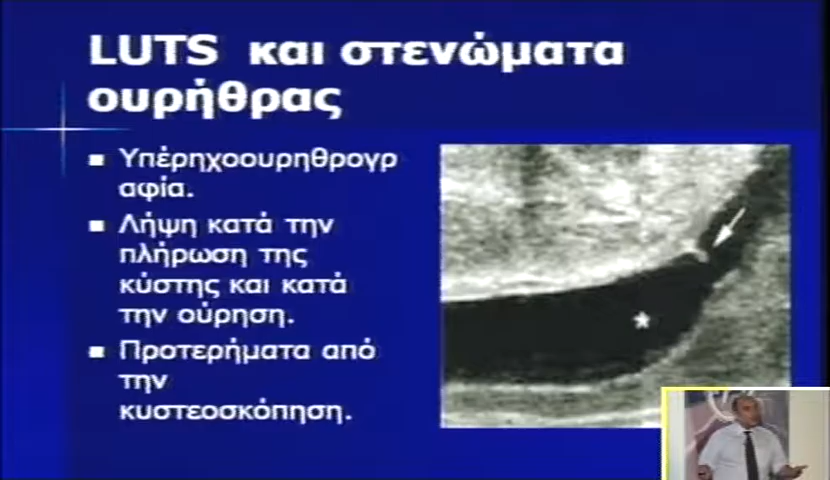 LUTS και στενώματα
ουρήθρας
Υπέρηχοουρηθρογρ
αφία.
Λήψη κατά την
πλήρωση της
κύστης και κατά
την ούρηση.
Προτερήματα από
την
κυστεοσκόπηση.